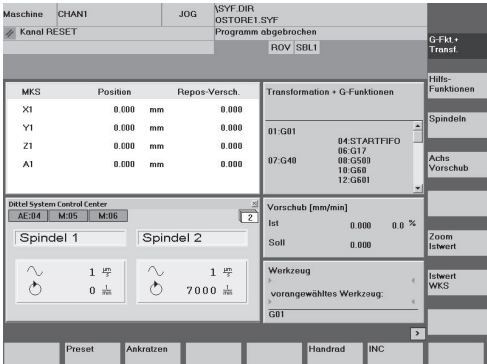 Maschine CHAN1 JOG \SYF.DIR
OSTORE1.SYF
Kanal RESET Programm abgebrochen
ROV SBL1
G-Fkt.+
Transf.
Hilfs-
Funktionen
Spindeln
Achs
Vorschub
Zoom
Istwert
Istwert
WKS
MKS Position Repos-Versch.
X1 0.000 mm 0.000
Y1 0.000 mm 0.000
Z1 0.000 mm 0.000
A1 0.000 mm 0.000
Transformation + G-Funktionen
01:G01
04:STARTFIFO
06:G17
07:G40 08:G500
10:G60
12:G601
Dittel System Control Center
AE:04 M:05 M:06 2
Spindel 1 Spindel 2
1 µm/s 1 µm/s
0 7000
Vorschub [mm/min]
Ist 0.000 0.0 %
Soll 0.000
Werkzeug
vorangewähltes Werkzeug:
G01
Preset Ankratzen Handrad INC